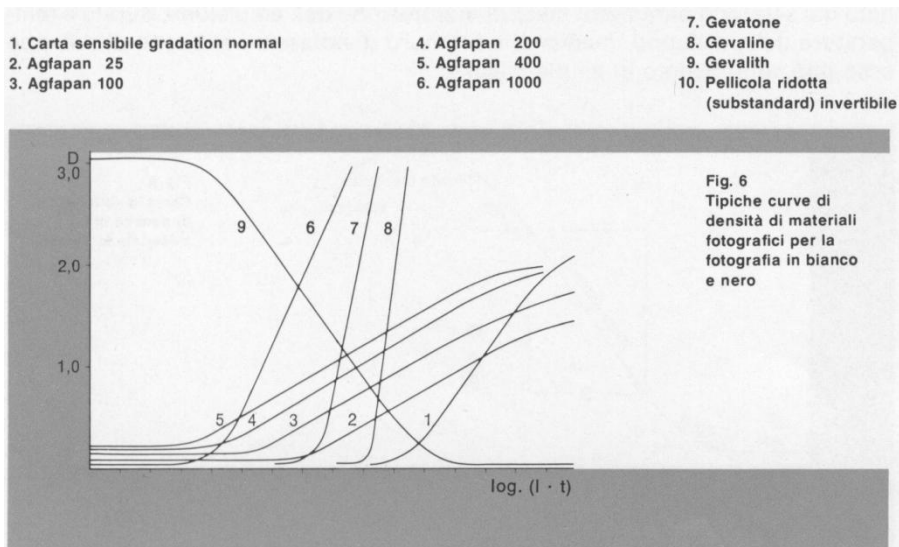 1. Carta sensibile gradation normal
2. Agfapan 25
3. Agfapan 100
4. Agfapan 200
5. Agfapan 400
6. Agfapan 1000
7. Gevatone
8. Gevaline
9. Gevalith
10. Pellicola ridotta
(substandard) invertibile
D
3,0
2,0
1,0
9
6
7
8
5
4
3
2
1
log. (I · t)
Fig. 6
Tipiche curve di
densità di materiali
fotografici per la
fotografia in bianco
e nero